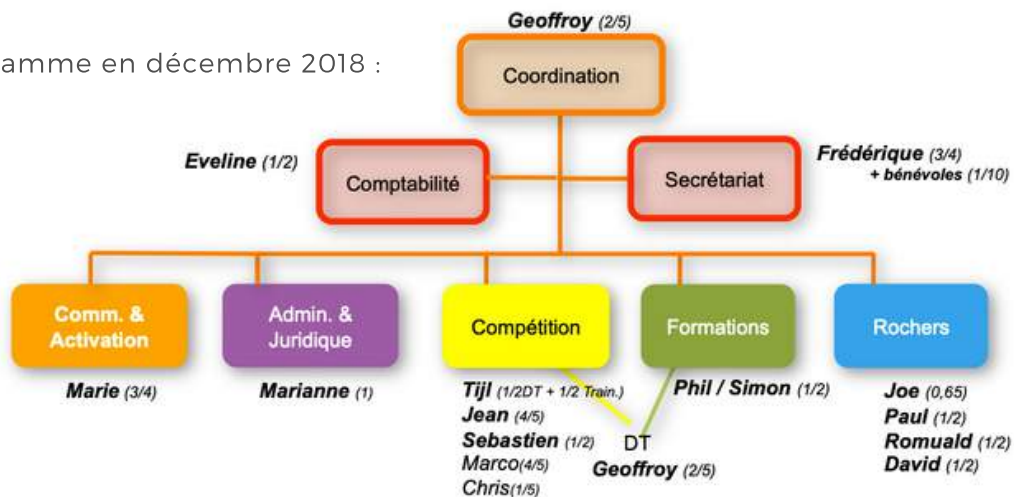 Geoffroy (2/5)
amme en décembre 2018 :
Coordination
Eveline (1/2)
Comptabilité
Secrétariat
Frédérique (3/4)
+ bénévoles (1/10)
Comm. &
Activation
Admin. &
Juridique
Compétition
Formations
Rochers
Marie (3/4)
Marianne (1)
Tijl (1/2DT + 1/2 Train.)
Jean (4/5)
Sebastien (1/2)
Marco(4/5)
Chris(1/5)
Phil / Simon (1/2)
DT
Geoffroy (2/5)
Joe (0,65)
Paul (1/2)
Romuald (1/2)
David (1/2)